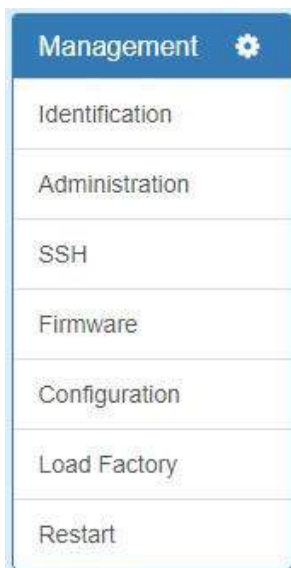 Management
Identification
Administration
SSH
Firmware
Configuration
Load Factory
Restart